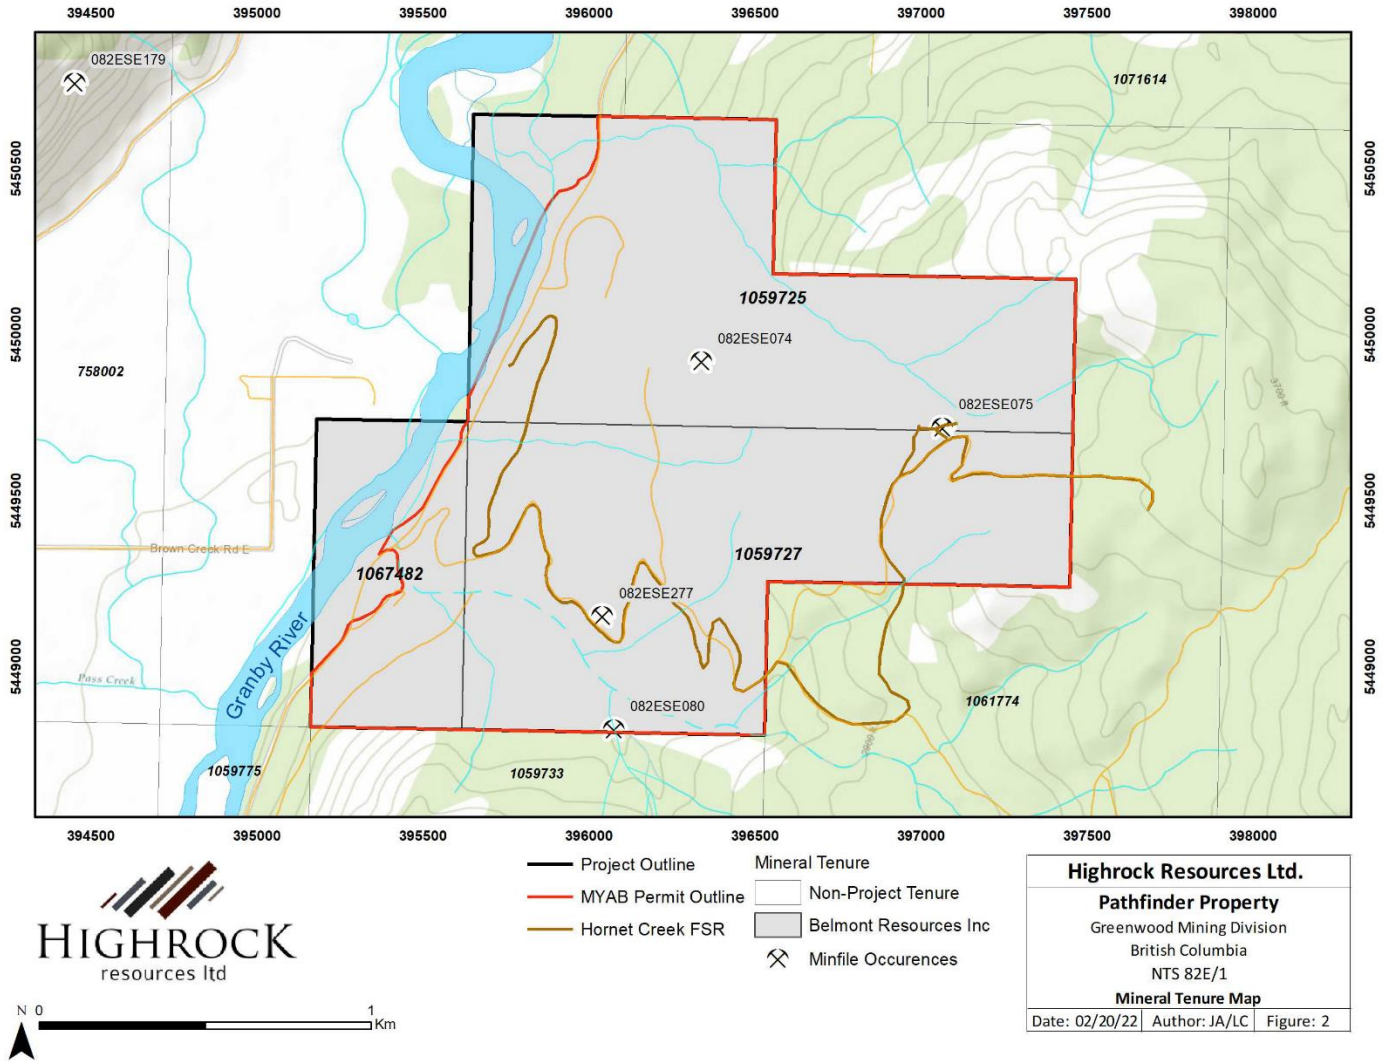 394500 395000 395500 396000 396500 397000 397500 398000
082ESE179
1071614
5450500
5450500
1059725
082ESE074
5450000
5450000
758002
3700 ft
082ESE075
5449500
5449500
Brown Creek Rd E
1059727
1067482
082ESE277
Granby River
5449000
5449000
Pass Creek
1061774
082ESE080
2900 ft
1059775
1059733
394500 395000 395500 396000 396500 397000 397500 398000
HIGHROCK
resources ltd
N 0 1
Km
Project Outline
MYAB Permit Outline
Hornet Creek FSR
Mineral Tenure
Non-Project Tenure
Belmont Resources Inc
Minfile Occurences
Highrock Resources Ltd.
Pathfinder Property
Greenwood Mining Division
British Columbia
NTS 82E/1
Mineral Tenure Map
Date: 02/20/22 Author: JA/LC Figure: 2